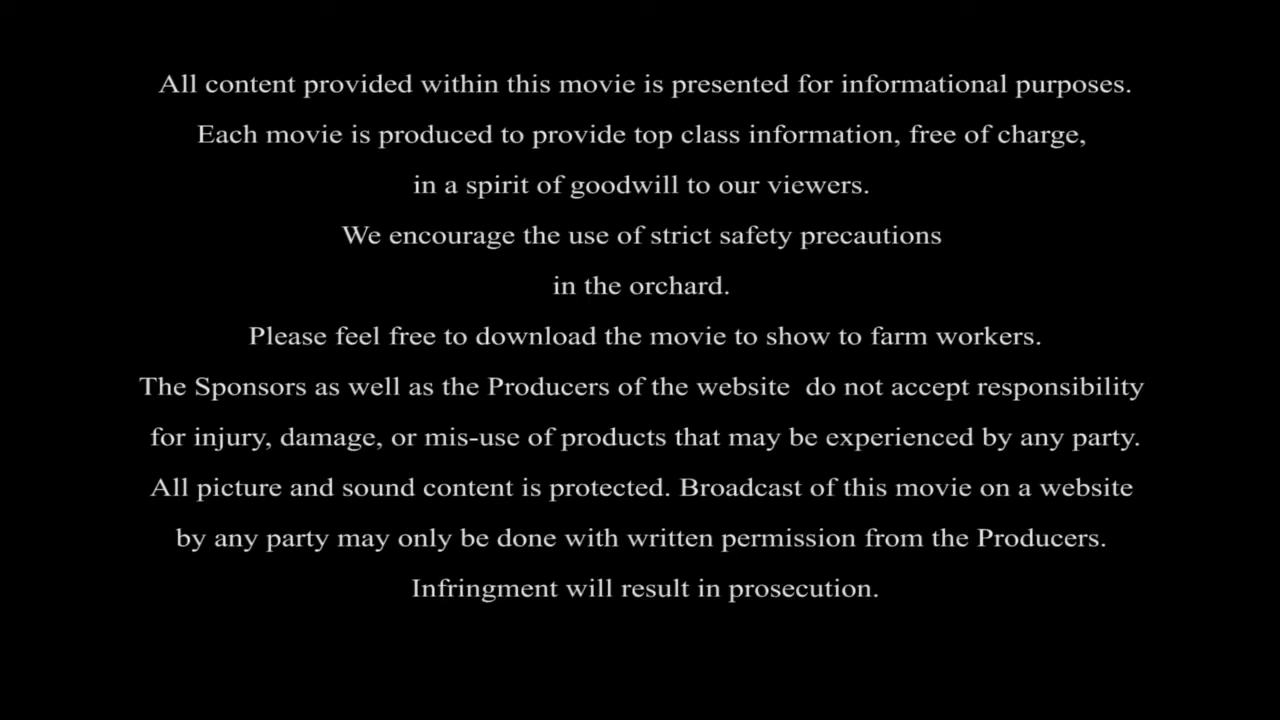 All content provided within this movie is presented for informational purposes.
Each movie is produced to provide top class information, free of charge,
in a spirit of goodwill to our viewers.
We encourage the use of strict safety precautions
in the orchard.
Please feel free to download the movie to show to farm workers.
The Sponsors as well as the Producers of the website  do not accept responsibility
for injury, damage, or mis-use of products that may be experienced by any party.
All picture and sound content is protected. Broadcast of this movie on a website
by any party may only be done with written permission from the Producers.
Infringment will result in prosecution.